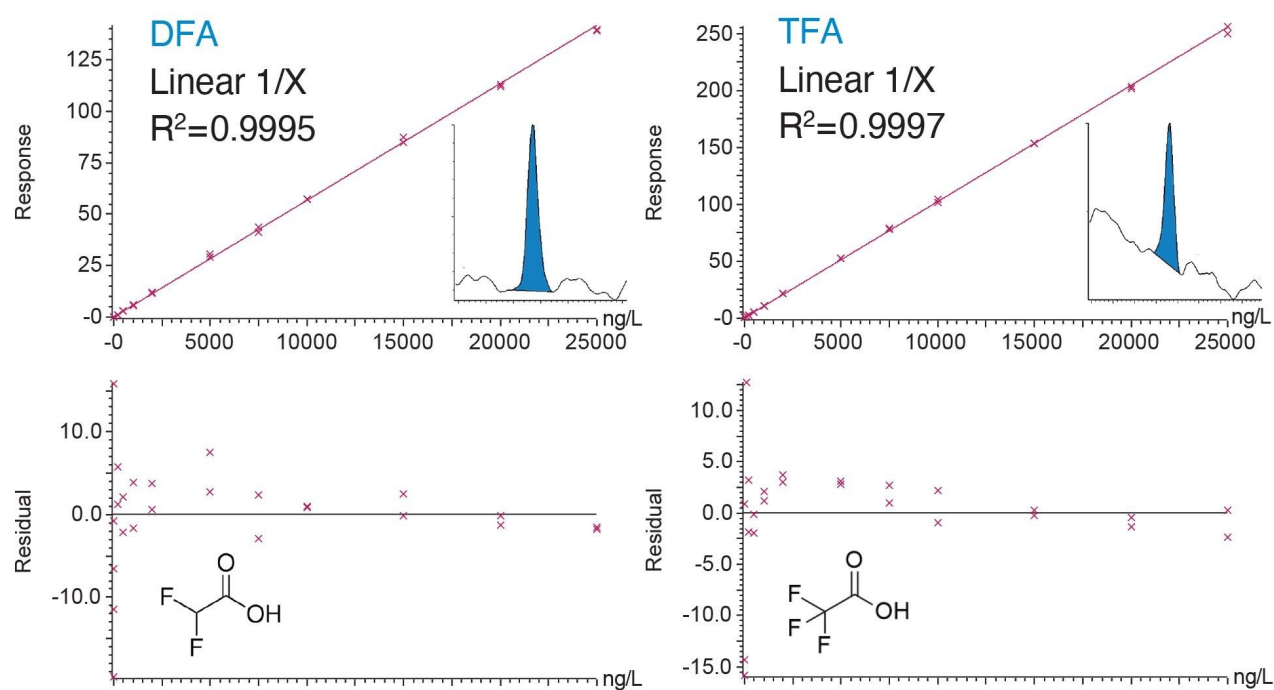 DFA
Linear 1/X
R²=0.9995
Response
125
100
75
50
25
-0
-0 5000 10000 15000 20000 25000
ng/L
TFA
Linear 1/X
R²=0.9997
Response
250
200
150
100
50
-0
-0 5000 10000 15000 20000 25000
ng/L
Residual
10.0
0.0
-10.0
ng/L
F
O
OH
F
Residual
10.0
5.0
0.0
-5.0
-10.0
-15.0
ng/L
O
F
F
OH
F